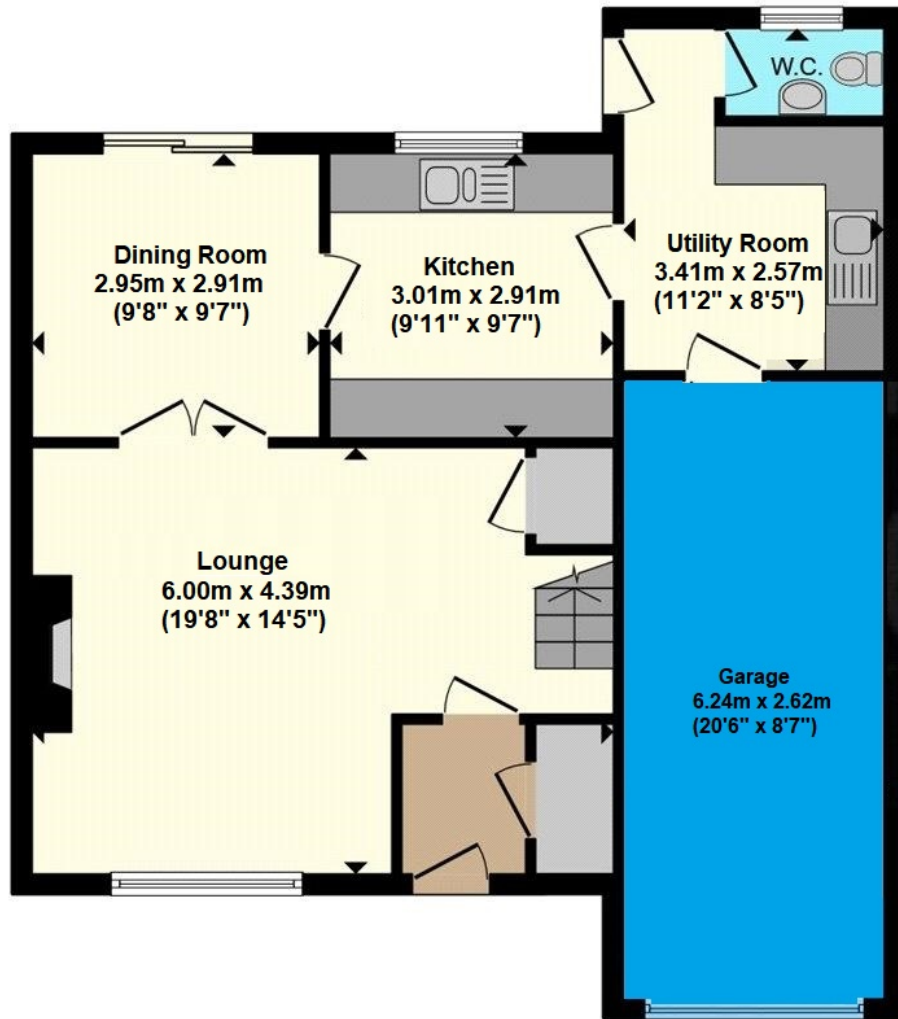 W.C.
Dining Room
2.95m x 2.91m
(9'8" x 9'7")
Kitchen
3.01m x 2.91m
(9'11" x 9'7")
Utility Room
3.41m x 2.57m
(11'2" x 8'5")
Lounge
6.00m x 4.39m
(19'8" x 14'5")
Garage
6.24m x 2.62m
(20'6" x 8'7")